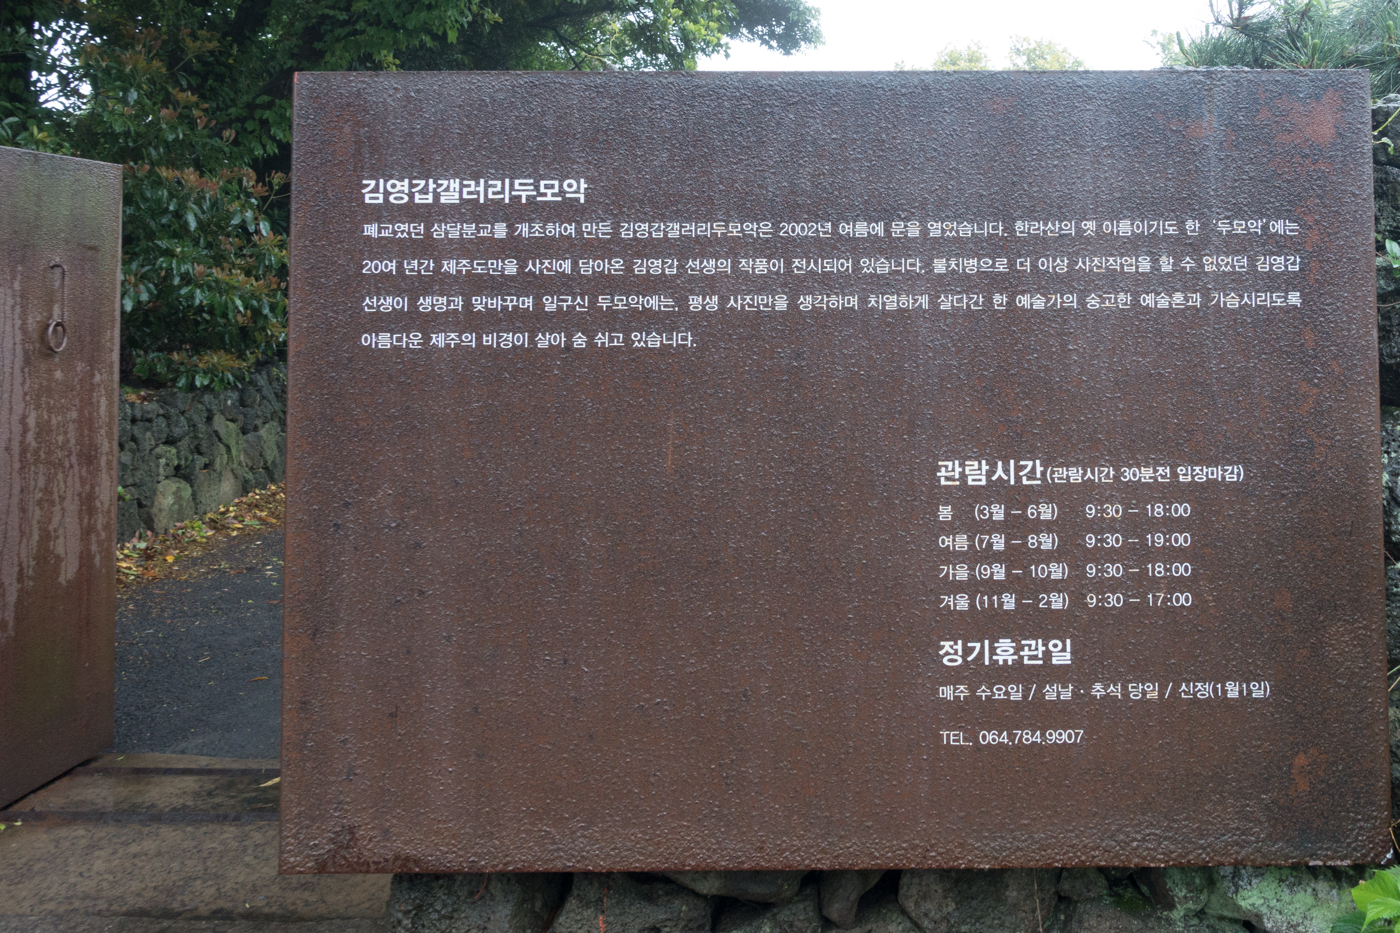 김영갑갤러리두모악
폐교였던 삼달분교를 개조하여 만든 김영갑갤러리두모악은 2002년 여름에 문을 열었습니다. 한라산의 옛 이름이기도 한 ‘두모악’에는
20여 년간 제주도만을 사진에 담아온 김영갑 선생의 작품이 전시되어 있습니다. 불치병으로 더 이상 사진작업을 할 수 없었던 김영갑
선생이 생명과 맞바꾸며 일구신 두모악에는, 평생 사진만을 생각하며 치열하게 살다간 한 예술가의 숭고한 예술혼과 가슴시리도록
아름다운 제주의 비경이 살아 숨 쉬고 있습니다.
관람시간(관람시간 30분전 입장마감)
봄 (3월 – 6월) 9:30 – 18:00
여름 (7월 – 8월) 9:30 – 19:00
가을 (9월 – 10월) 9:30 – 18:00
겨울 (11월 – 2월) 9:30 – 17:00
정기휴관일
매주 수요일 / 설날 · 추석 당일 / 신정(1월1일)
TEL. 064.784.9907